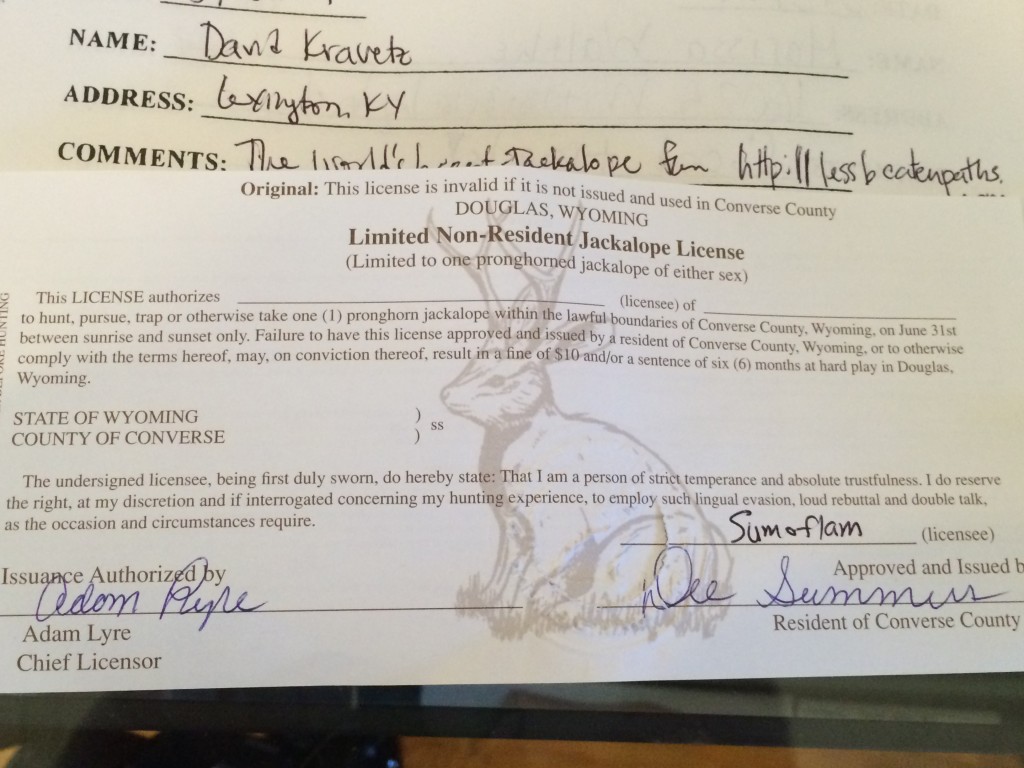 NAME: David Kravetz
ADDRESS: Lexington, KY
COMMENTS: The World's Jackalope fan http://lessbeatenpaths.
Original: This license is invalid if it is not issued and used in Converse County
DOUGLAS, WYOMING
Limited Non-Resident Jackalope License
(Limited to one pronghorned jackalope of either sex)
This LICENSE authorizes (licensee) of
to hunt, pursue, trap or otherwise take one (1) pronghorn jackalope within the lawful boundaries of Converse County, Wyoming, on June 31st
between sunrise and sunset only. Failure to have this license approved and issued by a resident of Converse County, Wyoming, or to otherwise
comply with the terms hereof, may, on conviction thereof, result in a fine of $10 and/or a sentence of six (6) months at hard play in Douglas,
Wyoming.
STATE OF WYOMING )
) ss
COUNTY OF CONVERSE )
The undersigned licensee, being first duly sworn, do hereby state: That I am a person of strict temperance and absolute trustfulness. I do reserve
the right, at my discretion and if interrogated concerning my hunting experience, to employ such lingual evasion, loud rebuttal and double talk,
as the occasion and circumstances require.
Sumoflam (licensee)
Issuance Authorized by
Approved and Issued b
Adam Lyre
Dee Summers
Adam Lyre
Resident of Converse County
Chief Licensor
HUNTING